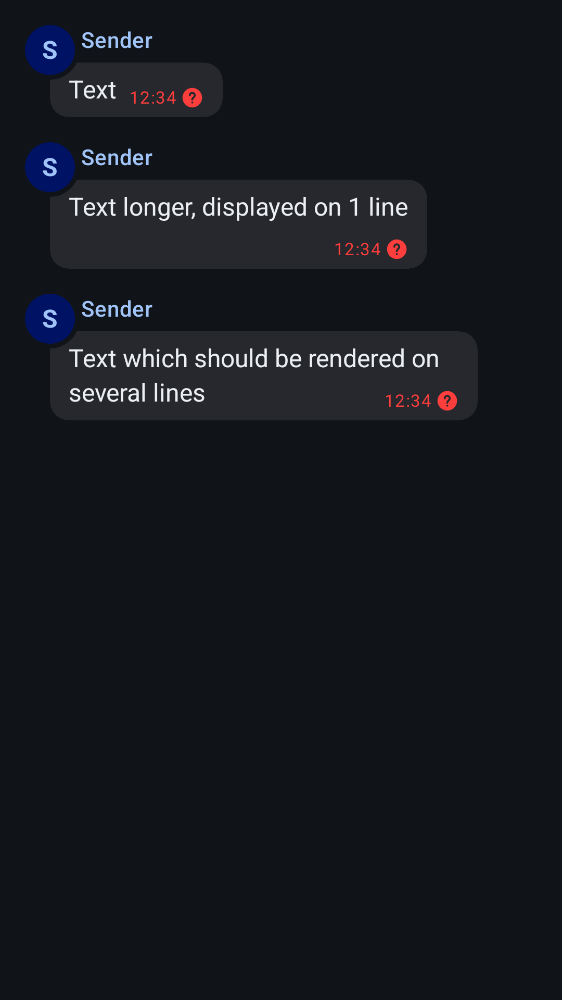 S Sender
Text 12:34 ?
S Sender
Text longer, displayed on 1 line
12:34 ?
S Sender
Text which should be rendered on
several lines 12:34 ?